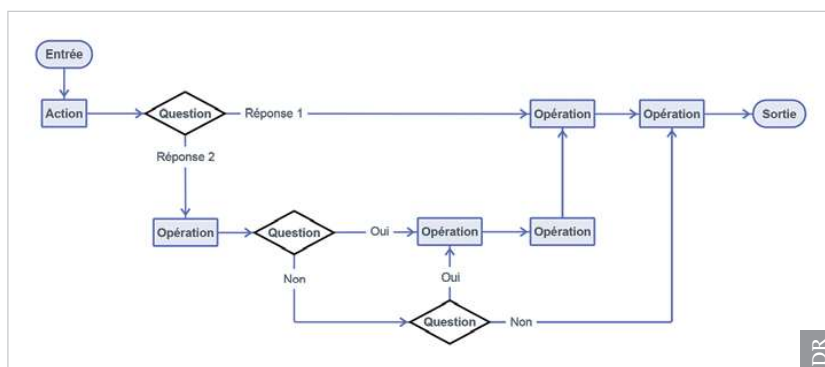 Entrée
Action
Question
Réponse 1
Opération
Opération
Sortie
Réponse 2
Opération
Question
Oui
Opération
Opération
Non
Oui
Question
Non
DR